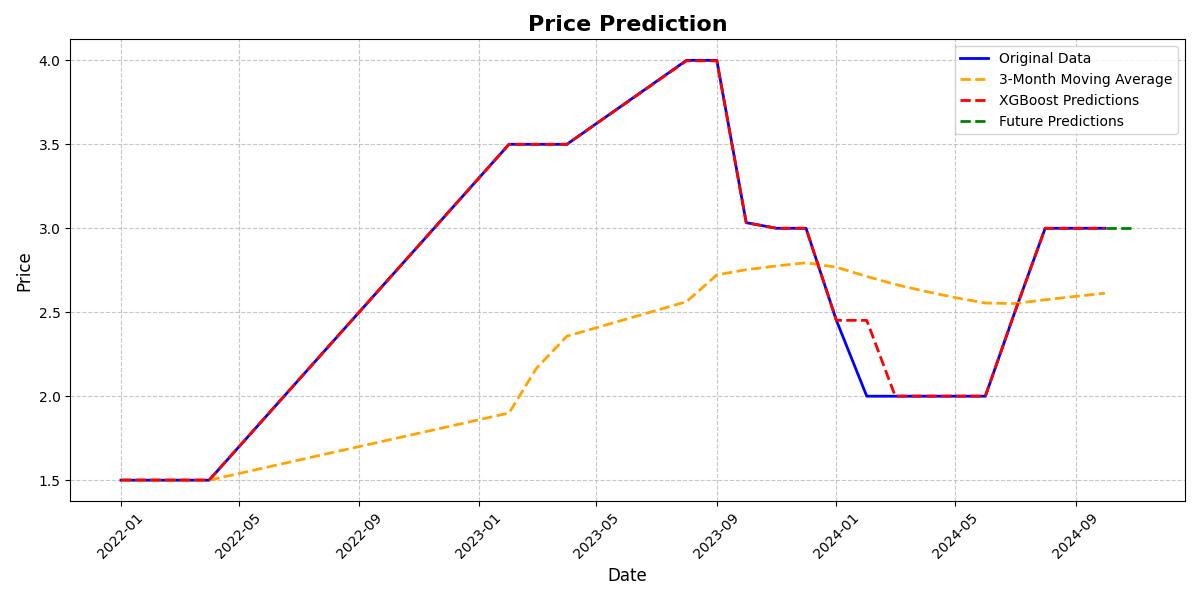 Price Prediction
Original Data
3-Month Moving Average
XGBoost Predictions
Future Predictions
Price
4.0
3.5
3.0
2.5
2.0
1.5
2022-01
2022-05
2022-09
2023-01
2023-05
2023-09
2024-01
2024-05
2024-09
Date